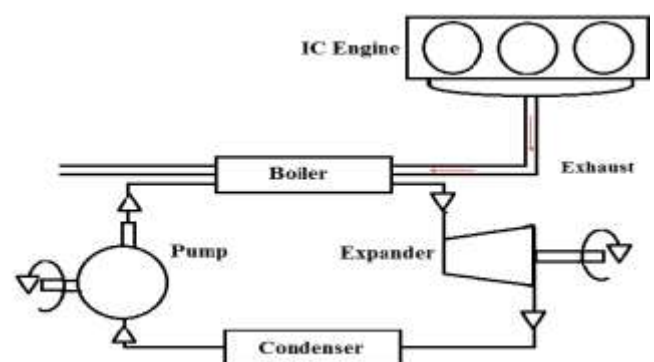 IC Engine
Exhaust
Boiler
Pump
Expander
Condenser